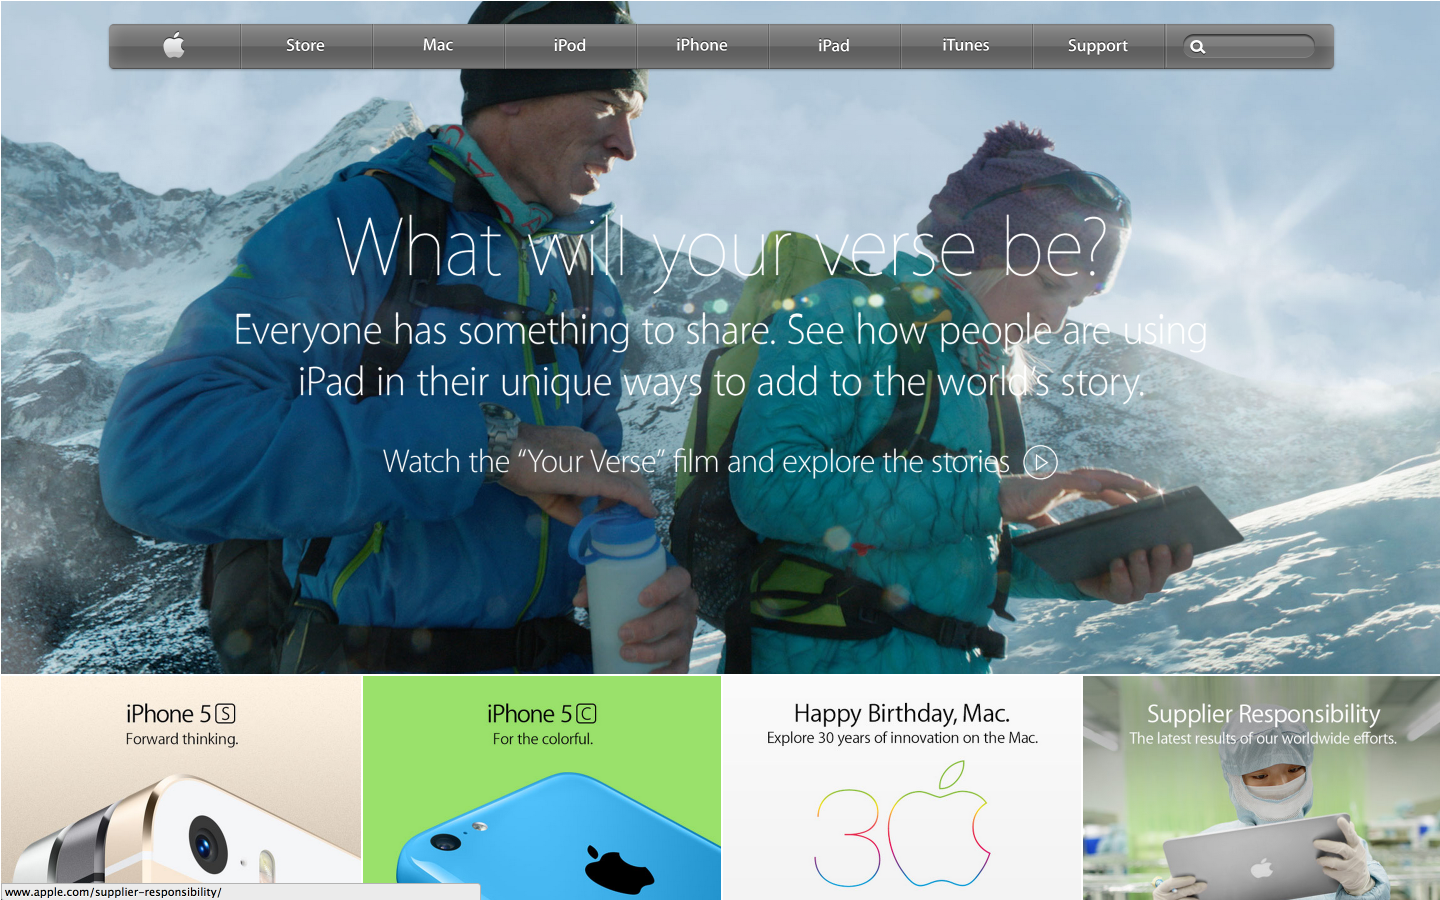 Store
Mac
iPod
iPhone
iPad
iTunes
Support
What will your verse be?
Everyone has something to share. See how people are using
iPad in their unique ways to add to the world's story.
Watch the “Your Verse” film and explore the stories
iPhone 5 S
Forward thinking.
iPhone 5 C
For the colorful.
Happy Birthday, Mac.
Explore 30 years of innovation on the Mac.
30
Supplier Responsibility
The latest results of our worldwide efforts.
www.apple.com/supplier-responsibility/